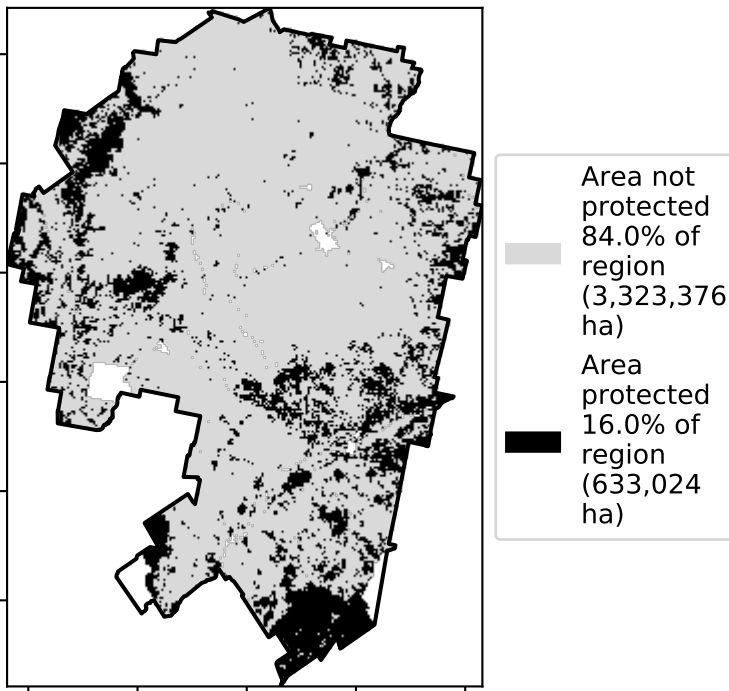 Area not
protected
84.0% of
region
(3,323,376
ha)
Area
protected
16.0% of
region
(633,024
ha)